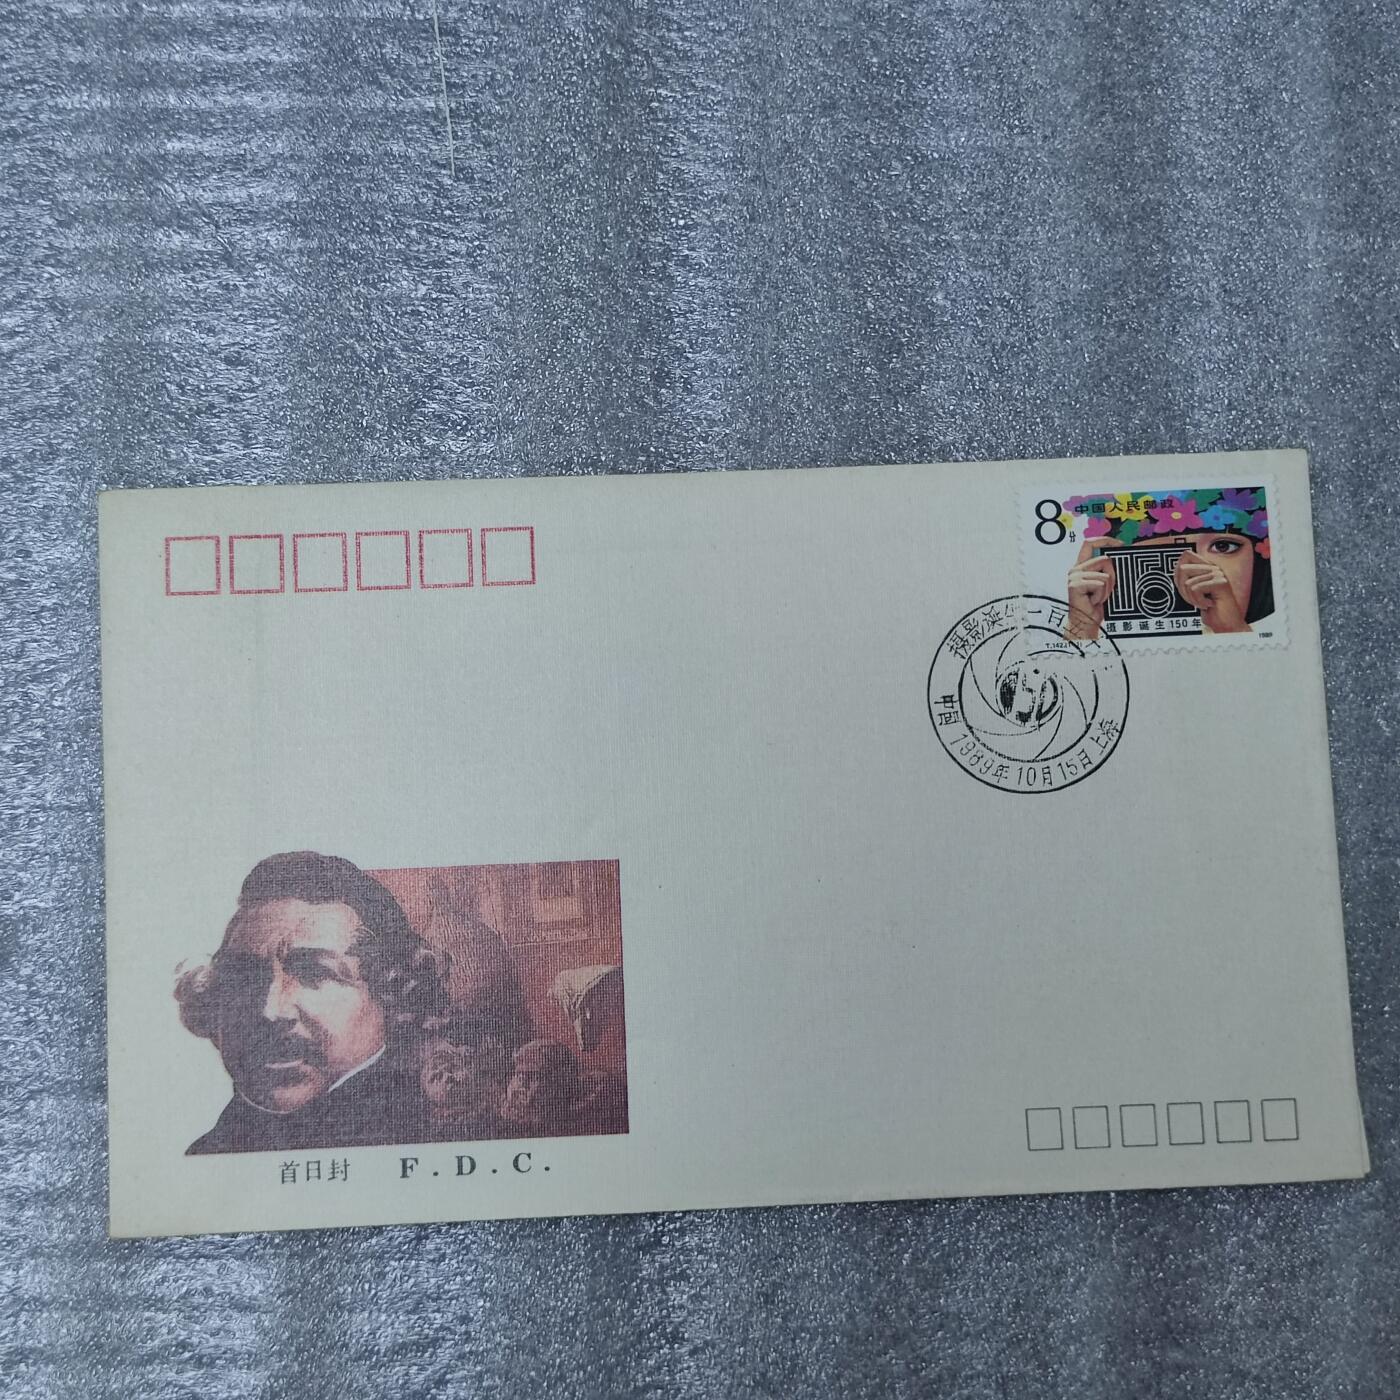 8分
中国人民邮政
150
摄影诞生150年
1989
摄影诞生一百五十
150
中国 1989年10月15日 上海
首日封 F.D.C.